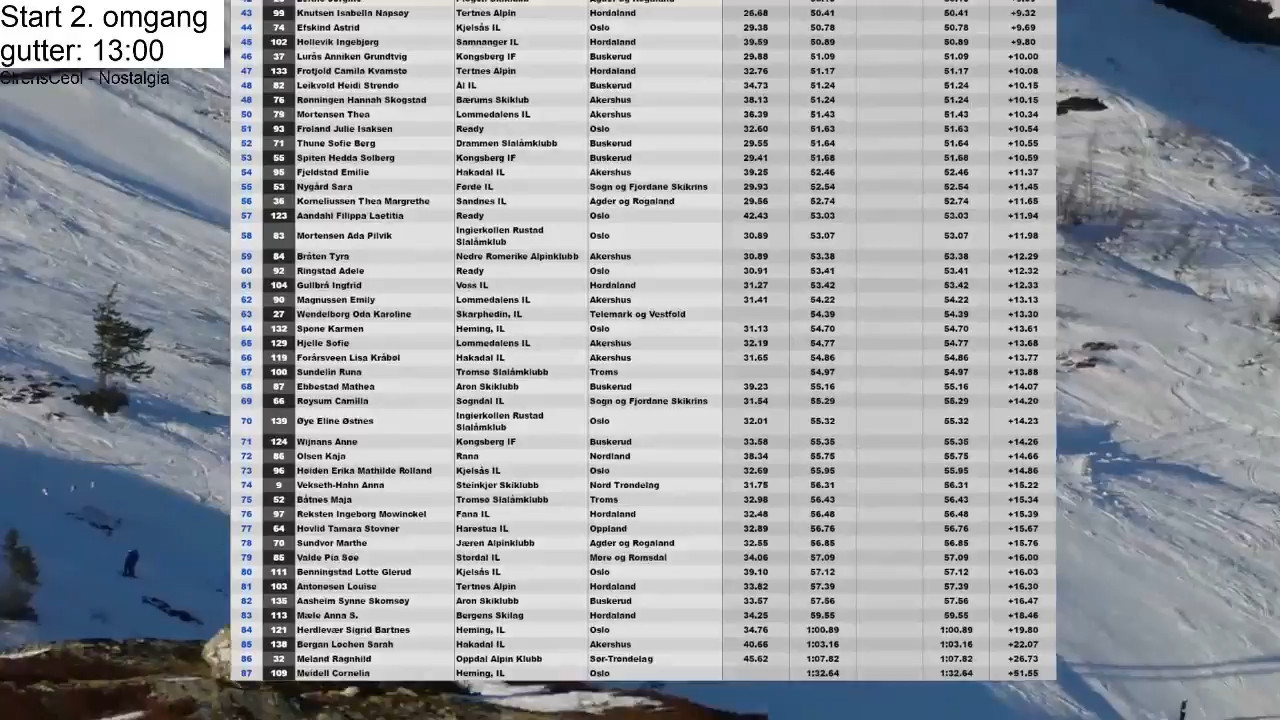 Start 2. omgang
gutter: 13:00
SirensCeol - Nostalgia
43 99 Knutsen Isabella Napsøy Tertnes Alpin Hordaland 26.68 50.41 50.41 +9.32
44 74 Efskind Astrid Kjelsås IL Oslo 29.38 50.78 50.78 +9.69
45 102 Hellevik Ingebjørg Samnanger IL Hordaland 39.59 50.89 50.89 +9.80
46 37 Lurås Anniken Grundtvig Kongsberg IF Buskerud 29.88 51.09 51.09 +10.00
47 133 Frotjold Camila Kvamsto Tertnes Alpin Hordaland 32.76 51.17 51.17 +10.08
48 82 Leikvold Heidi Strendo Ål IL Buskerud 34.73 51.24 51.24 +10.15
48 76 Rønningen Hannah Skogstad Bærums Skiklub Akershus 38.13 51.24 51.24 +10.15
50 79 Mortensen Thea Lommedalens IL Akershus 36.39 51.43 51.43 +10.34
51 93 Frøland Julie Isaksen Ready Oslo 32.60 51.63 51.63 +10.54
52 71 Thune Sofie Berg Drammen Slalåmklubb Buskerud 29.55 51.64 51.64 +10.55
53 55 Spiten Hedda Solberg Kongsberg IF Buskerud 29.41 51.68 51.68 +10.59
54 95 Fjeldstad Emilie Hakadal IL Akershus 39.25 52.46 52.46 +11.37
55 53 Nygård Sara Førde IL Sogn og Fjordane Skikrins 29.93 52.54 52.54 +11.45
56 36 Korneliussen Thea Margrethe Sandnes IL Agder og Rogaland 29.56 52.74 52.74 +11.65
57 123 Aandahl Filippa Laetitia Ready Oslo 42.43 53.03 53.03 +11.94
58 83 Mortensen Ada Pilvik Ingierkollen Rustad Slalåmklub Oslo 30.89 53.07 53.07 +11.98
59 84 Bråten Tyra Nedre Romerike Alpinklubb Akershus 30.89 53.38 53.38 +12.29
60 92 Ringstad Adele Ready Oslo 30.91 53.41 53.41 +12.32
61 104 Gullbrå Ingfrid Voss IL Hordaland 31.27 53.42 53.42 +12.33
62 90 Magnussen Emily Lommedalens IL Akershus 31.41 54.22 54.22 +13.13
63 27 Wendelborg Oda Karoline Skarphedin, IL Telemark og Vestfold 54.39 54.39 +13.30
64 132 Spone Karmen Heming, IL Oslo 31.13 54.70 54.70 +13.61
65 129 Hjelle Sofie Lommedalens IL Akershus 32.19 54.77 54.77 +13.68
66 119 Forårsveen Lisa Kråbøl Hakadal IL Akershus 31.65 54.86 54.86 +13.77
67 100 Sundelin Runa Tromsø Slalåmklubb Troms 54.97 54.97 +13.88
68 87 Ebbestad Mathea Aron Skiklubb Buskerud 39.23 55.16 55.16 +14.07
69 66 Røysum Camilla Sogndal IL Sogn og Fjordane Skikrins 31.54 55.29 55.29 +14.20
70 139 Øye Eline Østnes Ingierkollen Rustad Slalåmklub Oslo 32.01 55.32 55.32 +14.23
71 124 Wijnans Anne Kongsberg IF Buskerud 33.58 55.35 55.35 +14.26
72 86 Olsen Kaja Rana Nordland 38.34 55.75 55.75 +14.66
73 96 Høiden Erika Mathilde Rolland Kjelsås IL Oslo 32.69 55.95 55.95 +14.86
74 9 Vekseth-Hahn Anna Steinkjer Skiklubb Nord Trøndelag 31.75 56.31 56.31 +15.22
75 52 Båtnes Maja Tromsø Slalåmklubb Troms 32.98 56.43 56.43 +15.34
76 97 Reksten Ingeborg Mowinckel Fana IL Hordaland 32.48 56.48 56.48 +15.39
77 64 Hovlid Tamara Stovner Harestua IL Oppland 32.89 56.76 56.76 +15.67
78 70 Sundvor Marthe Jæren Alpinklubb Agder og Rogaland 32.55 56.85 56.85 +15.76
79 85 Valde Pia Søe Stordal IL Møre og Romsdal 34.06 57.09 57.09 +16.00
80 111 Benningstad Lotte Glerud Kjelsås IL Oslo 39.10 57.12 57.12 +16.03
81 103 Antonesen Louise Tertnes Alpin Hordaland 33.82 57.39 57.39 +16.30
82 135 Aasheim Synne Skomsøy Aron Skiklubb Buskerud 33.57 57.56 57.56 +16.47
83 113 Mæle Anna S. Bergens Skilag Hordaland 34.25 59.55 59.55 +18.46
84 121 Herdlevær Sigrid Bartnes Heming, IL Oslo 34.76 1:00.89 1:00.89 +19.80
85 138 Bergan Løchen Sarah Hakadal IL Akershus 40.66 1:03.16 1:03.16 +22.07
86 32 Meland Ragnhild Oppdal Alpin Klubb Sør-Trøndelag 45.62 1:07.82 1:07.82 +26.73
87 109 Meidell Cornelia Heming, IL Oslo 1:32.64 1:32.64 +51.55